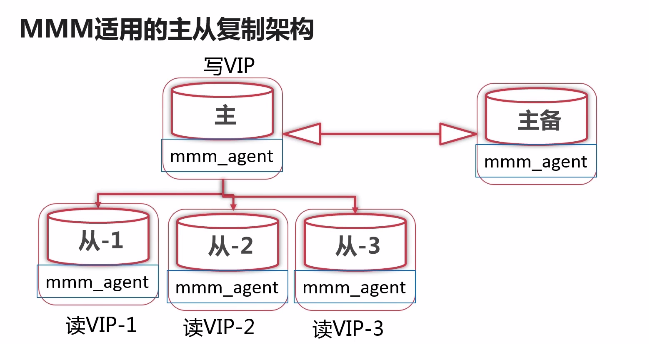 MMM适用的主从复制架构
写VIP
主
mmm_agent
主备
mmm_agent
从-1
mmm_agent
从-2
mmm_agent
从-3
mmm_agent
读VIP-1
读VIP-2
读VIP-3